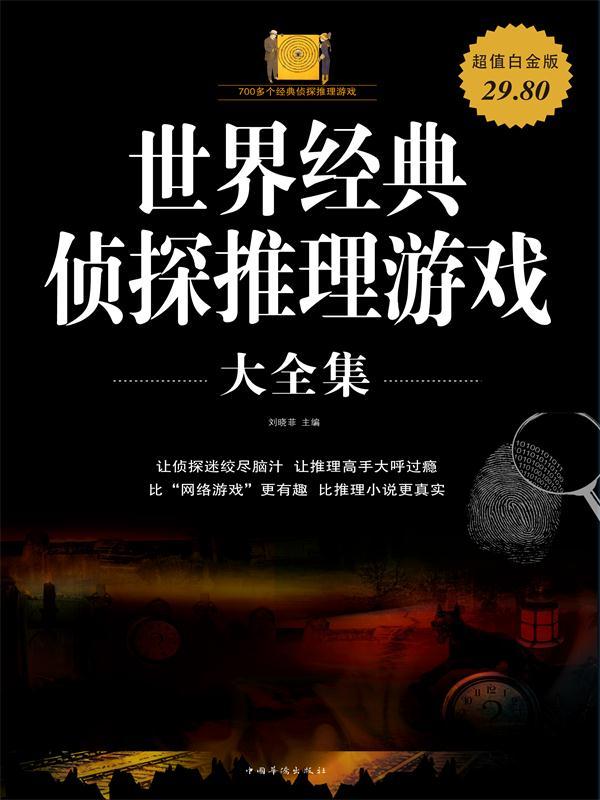 700多个经典侦探推理游戏
超值白金版
29.80
世界经典
侦探推理游戏
大全集
刘晓菲 主编
让侦探迷绞尽脑汁 让推理高手大呼过瘾
比“网络游戏”更有趣 比推理小说更真实
中国华侨出版社